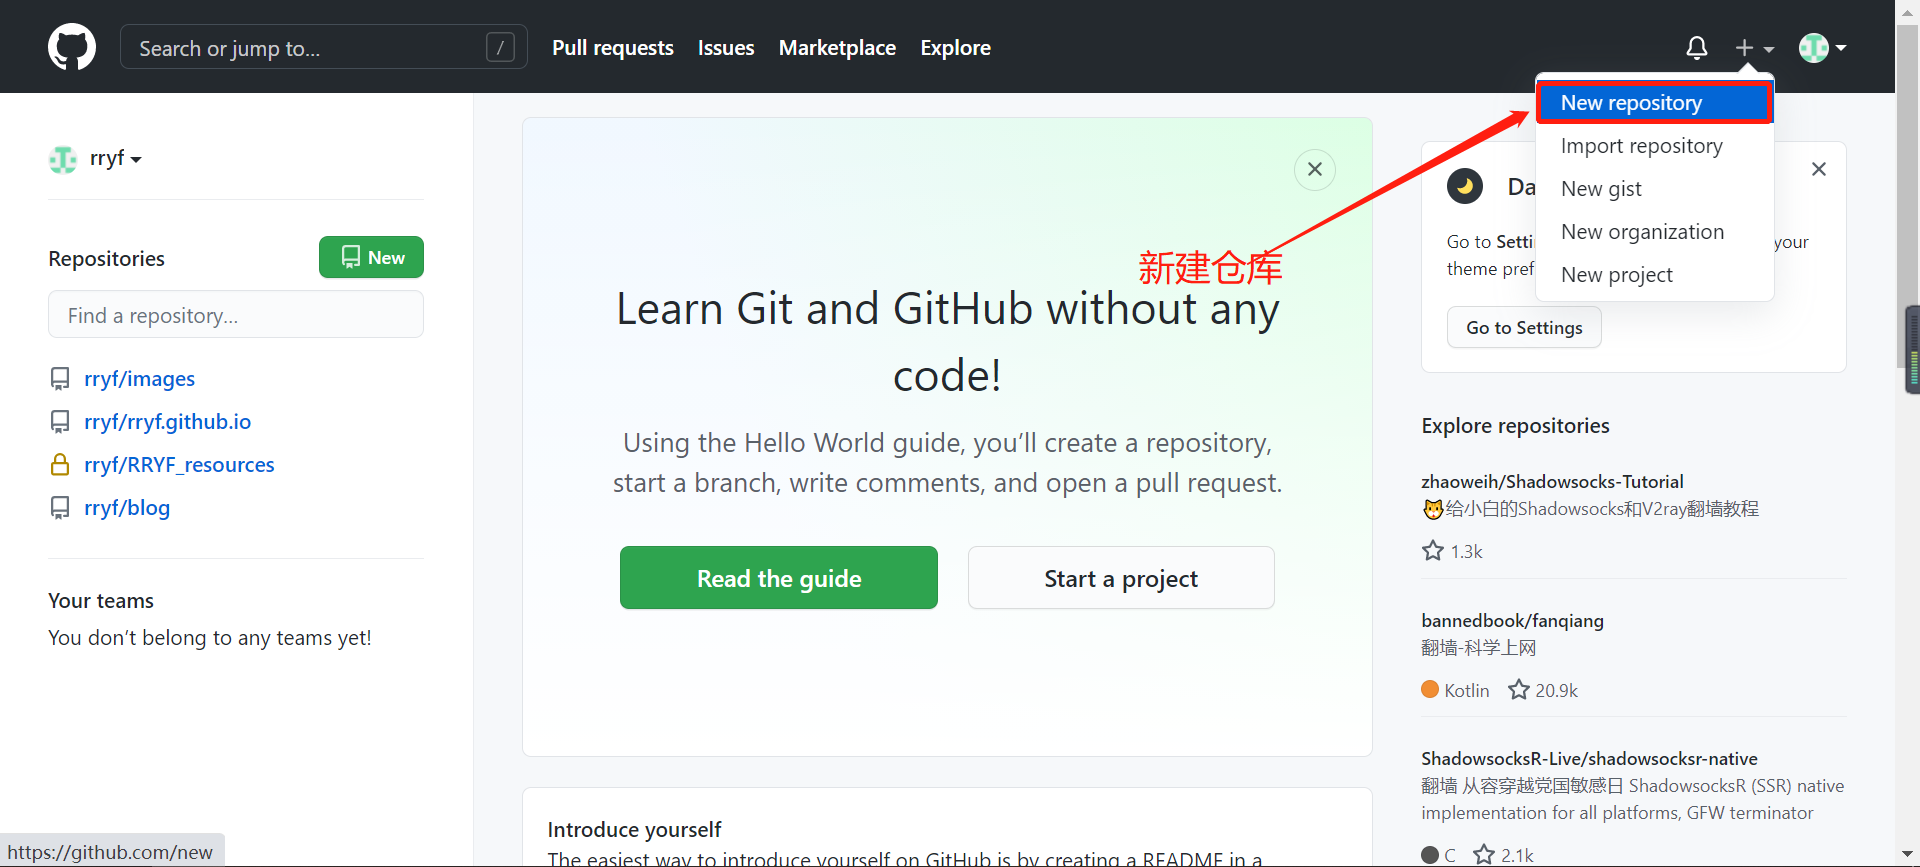 Search or jump to...
/
Pull requests
Issues
Marketplace
Explore
New repository
Import repository
New gist
New organization
New project
rryf
Repositories
New
Find a repository...
rryf/images
rryf/rryf.github.io
rryf/RRYF_resources
rryf/blog
Your teams
You don’t belong to any teams yet!
新建仓库
Learn Git and GitHub without any
code!
Using the Hello World guide, you’ll create a repository,
start a branch, write comments, and open a pull request.
Read the guide
Start a project
Introduce yourself
The easiest way to introduce yourself on GitHub is by creating a README in a
Da
Go to Setti
your
theme pref
Go to Settings
Explore repositories
zhaoweih/Shadowsocks-Tutorial
🐱给小白的Shadowsocks和V2ray翻墙教程
1.3k
bannedbook/fanqiang
翻墙-科学上网
Kotlin
20.9k
ShadowsocksR-Live/shadowsocksr-native
翻墙 从容穿越党国敏感日 ShadowsocksR (SSR) native
implementation for all platforms, GFW terminator
C
2.1k
https://github.com/new